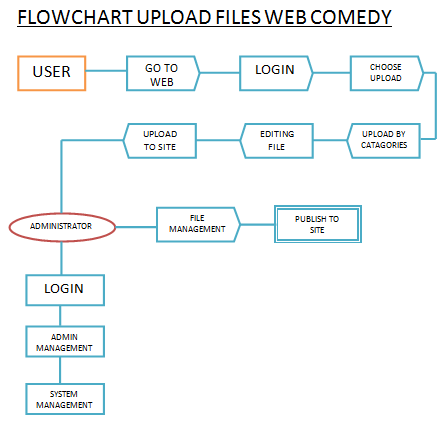 FLOWCHART UPLOAD FILES WEB COMEDY
USER
GO TO
WEB
LOGIN
CHOOSE
UPLOAD
UPLOAD
TO SITE
EDITING
FILE
UPLOAD BY
CATAGORIES
ADMINISTRATOR
FILE
MANAGEMENT
PUBLISH TO
SITE
LOGIN
ADMIN
MANAGEMENT
SYSTEM
MANAGEMENT